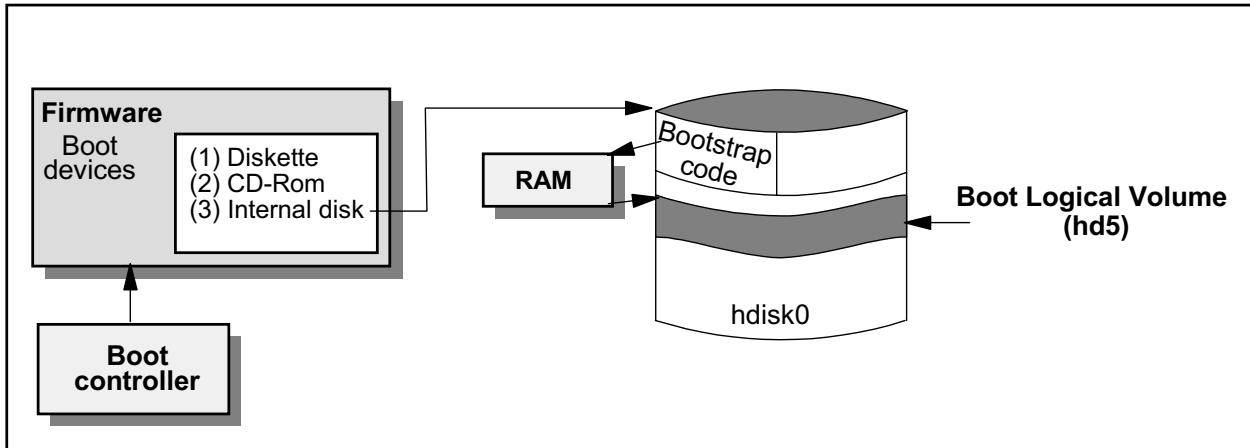 Firmware
Boot
devices
(1) Diskette
(2) CD-Rom
(3) Internal disk
Boot
controller
RAM
Bootstrap
code
hdisk0
Boot Logical Volume
(hd5)